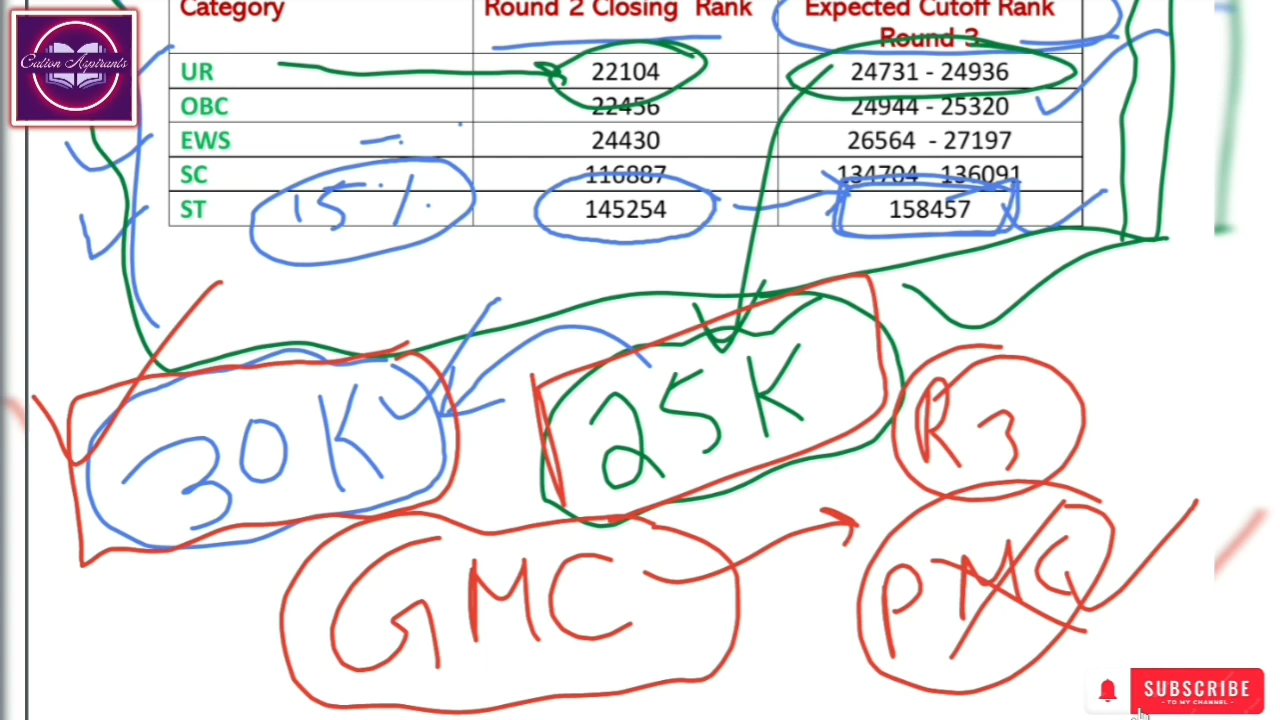 Cution Aspirants
Category Round 2 Closing Rank Expected Cutoff Rank
Round 3
UR 22104 24731 - 24936
OBC 22456 24944 - 25320
EWS 24430 26564 - 27197
SC 116887 134704 - 136091
ST 15% 145254 158457
30K 25K R3
GMC PMC
SUBSCRIBE
- TO MY CHANNEL -